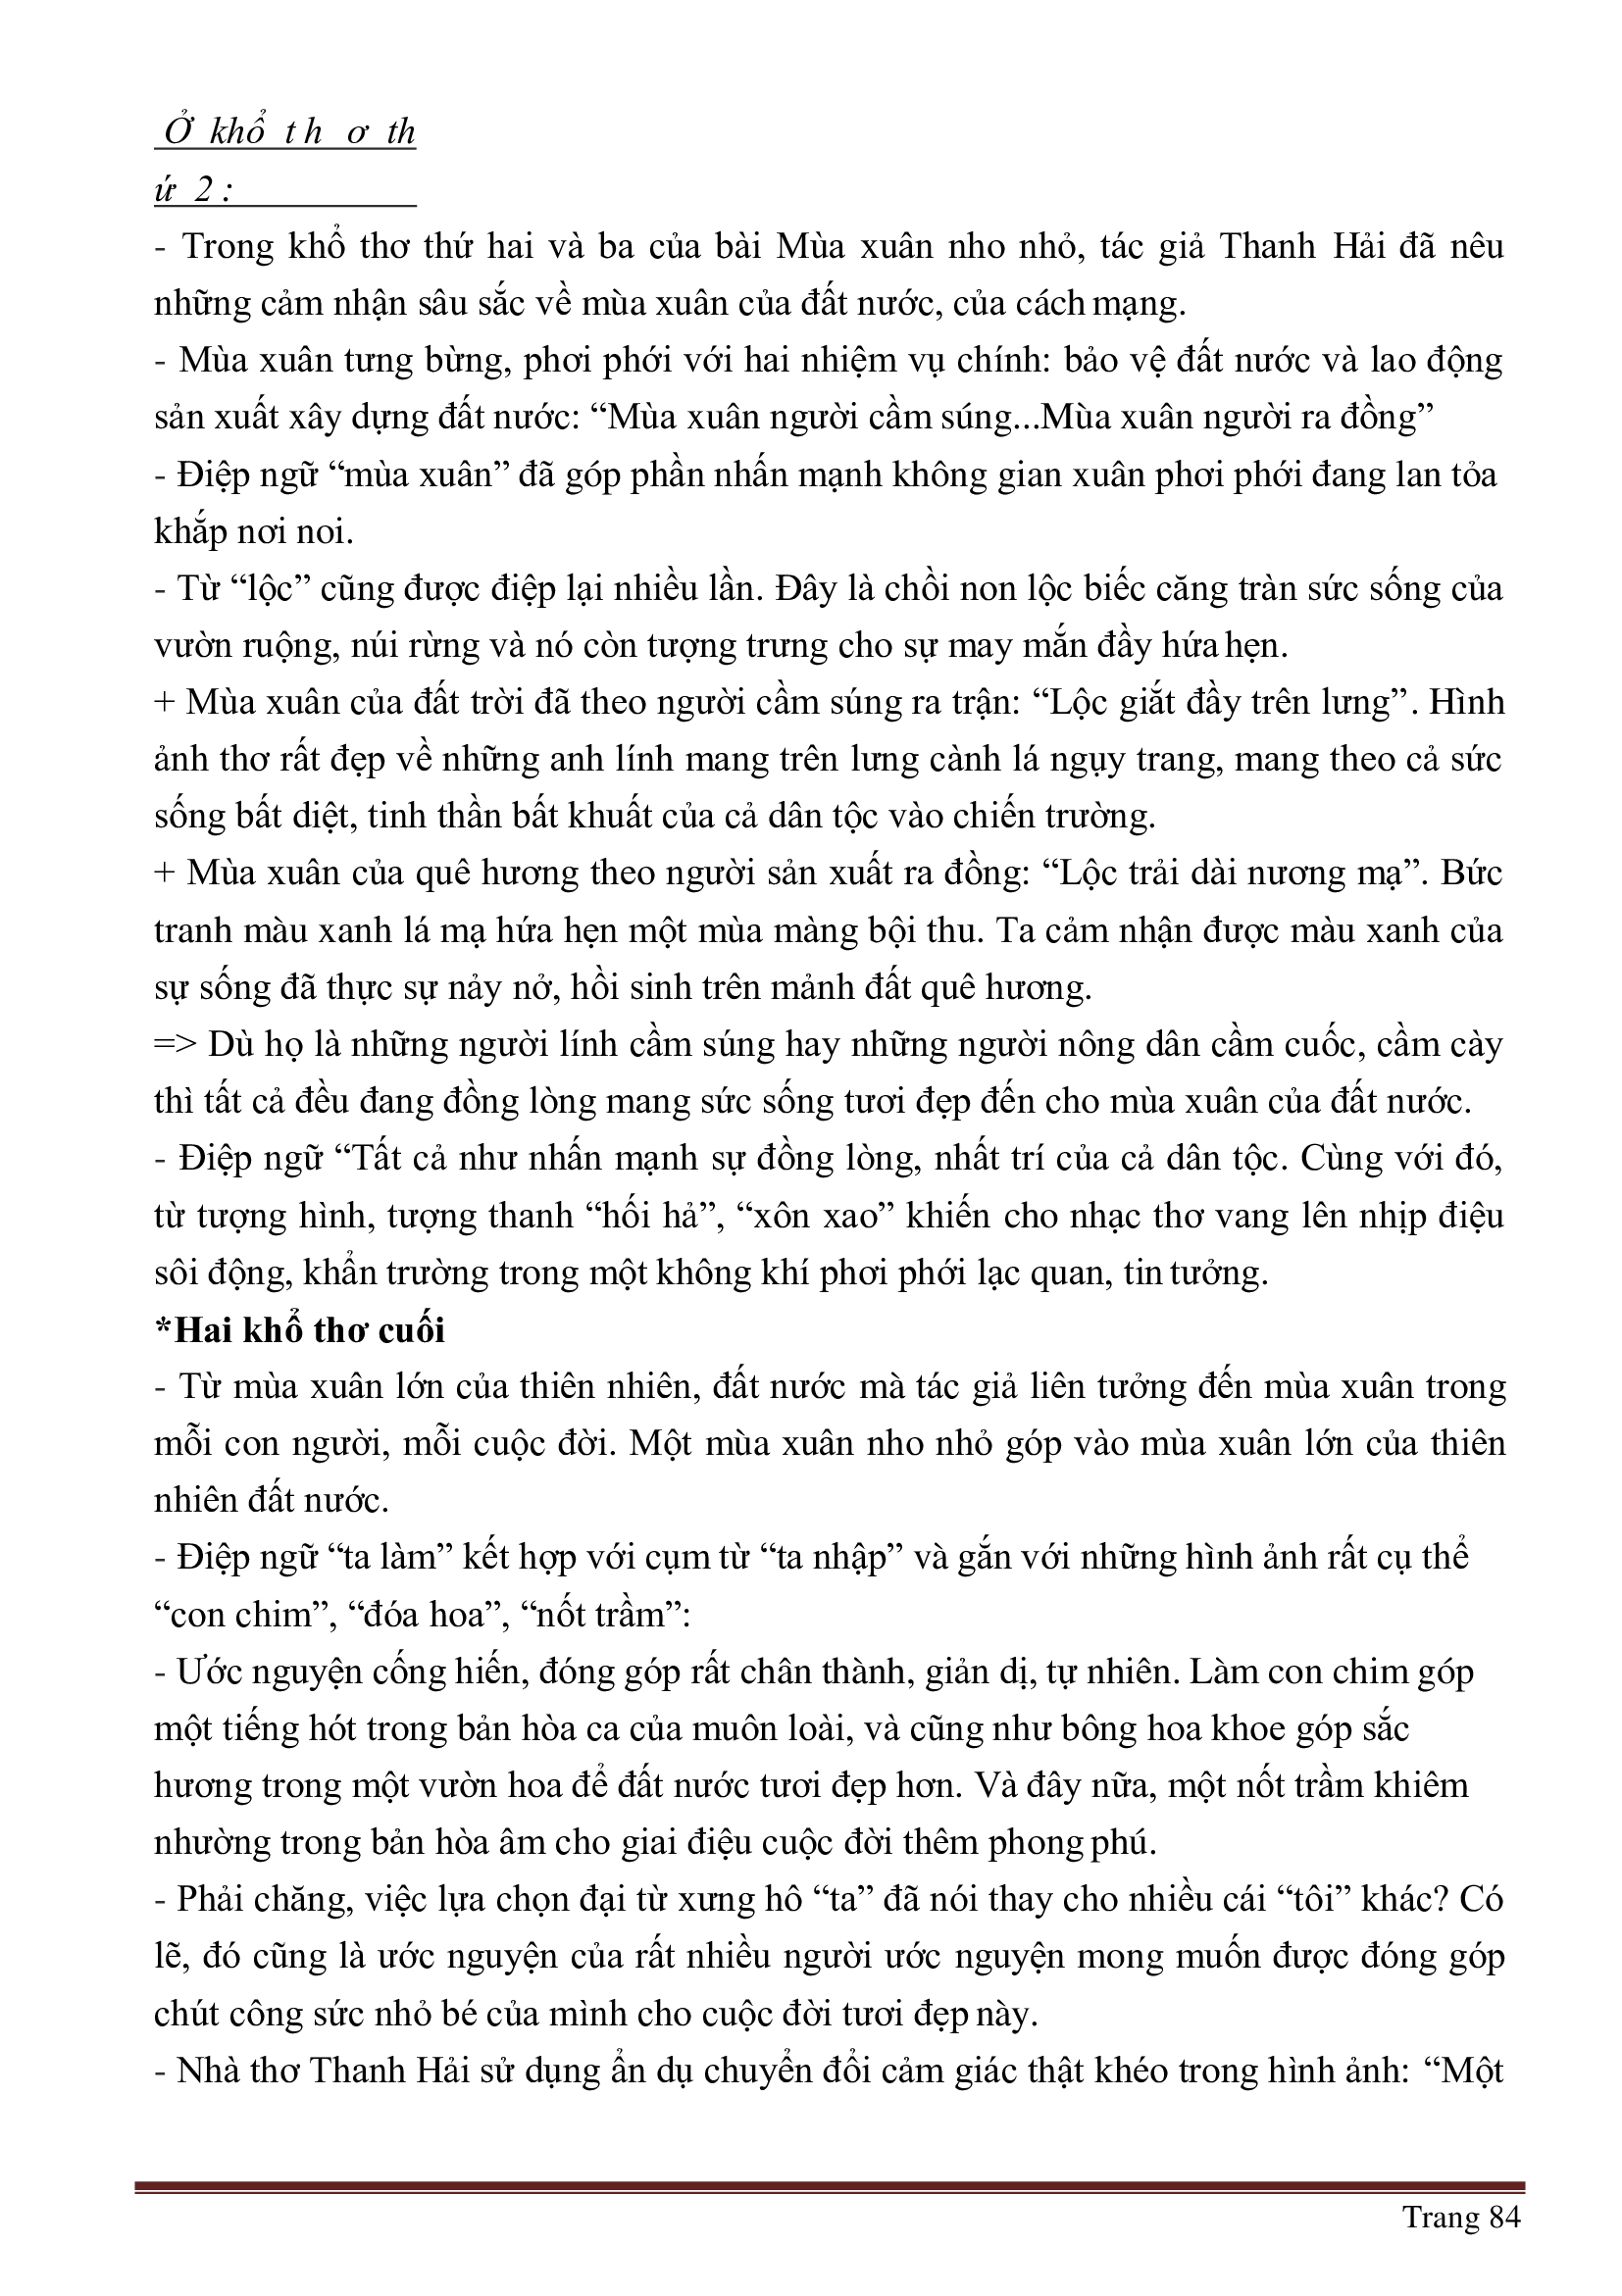 Ở khổ t h ơ th
ứ 2 :
- Trong khổ thơ thứ hai và ba của bài Mùa xuân nho nhỏ, tác giả Thanh Hải đã nêu
những cảm nhận sâu sắc về mùa xuân của đất nước, của cách mạng.
- Mùa xuân tưng bừng, phơi phới với hai nhiệm vụ chính: bảo vệ đất nước và lao động
sản xuất xây dựng đất nước: “Mùa xuân người cầm súng...Mùa xuân người ra đồng”
- Điệp ngữ “mùa xuân” đã góp phần nhấn mạnh không gian xuân phơi phới đang lan tỏa
khắp nơi noi.
- Từ “lộc” cũng được điệp lại nhiều lần. Đây là chồi non lộc biếc căng tràn sức sống của
vườn ruộng, núi rừng và nó còn tượng trưng cho sự may mắn đầy hứa hẹn.
+ Mùa xuân của đất trời đã theo người cầm súng ra trận: “Lộc giắt đầy trên lưng”. Hình
ảnh thơ rất đẹp về những anh lính mang trên lưng cành lá ngụy trang, mang theo cả sức
sống bất diệt, tinh thần bất khuất của cả dân tộc vào chiến trường.
+ Mùa xuân của quê hương theo người sản xuất ra đồng: “Lộc trải dài nương mạ”. Bức
tranh màu xanh lá mạ hứa hẹn một mùa màng bội thu. Ta cảm nhận được màu xanh của
sự sống đã thực sự nảy nở, hồi sinh trên mảnh đất quê hương.
=> Dù họ là những người lính cầm súng hay những người nông dân cầm cuốc, cầm cày
thì tất cả đều đang đồng lòng mang sức sống tươi đẹp đến cho mùa xuân của đất nước.
- Điệp ngữ “Tất cả như nhấn mạnh sự đồng lòng, nhất trí của cả dân tộc. Cùng với đó,
từ tượng hình, tượng thanh “hối hả”, “xôn xao” khiến cho nhạc thơ vang lên nhịp điệu
sôi động, khẩn trường trong một không khí phơi phới lạc quan, tin tưởng.
*Hai khổ thơ cuối
- Từ mùa xuân lớn của thiên nhiên, đất nước mà tác giả liên tưởng đến mùa xuân trong
mỗi con người, mỗi cuộc đời. Một mùa xuân nho nhỏ góp vào mùa xuân lớn của thiên
nhiên đất nước.
- Điệp ngữ “ta làm” kết hợp với cụm từ “ta nhập” và gắn với những hình ảnh rất cụ thể
“con chim”, “đóa hoa”, “nốt trầm”:
- Ước nguyện cống hiến, đóng góp rất chân thành, giản dị, tự nhiên. Làm con chim góp
một tiếng hót trong bản hòa ca của muôn loài, và cũng như bông hoa khoe góp sắc
hương trong một vườn hoa để đất nước tươi đẹp hơn. Và đây nữa, một nốt trầm khiêm
nhường trong bản hòa âm cho giai điệu cuộc đời thêm phong phú.
- Phải chăng, việc lựa chọn đại từ xưng hô “ta” đã nói thay cho nhiều cái “tôi” khác? Có
lẽ, đó cũng là ước nguyện của rất nhiều người ước nguyện mong muốn được đóng góp
chút công sức nhỏ bé của mình cho cuộc đời tươi đẹp này.
- Nhà thơ Thanh Hải sử dụng ẩn dụ chuyển đổi cảm giác thật khéo trong hình ảnh: “Một
Trang 84